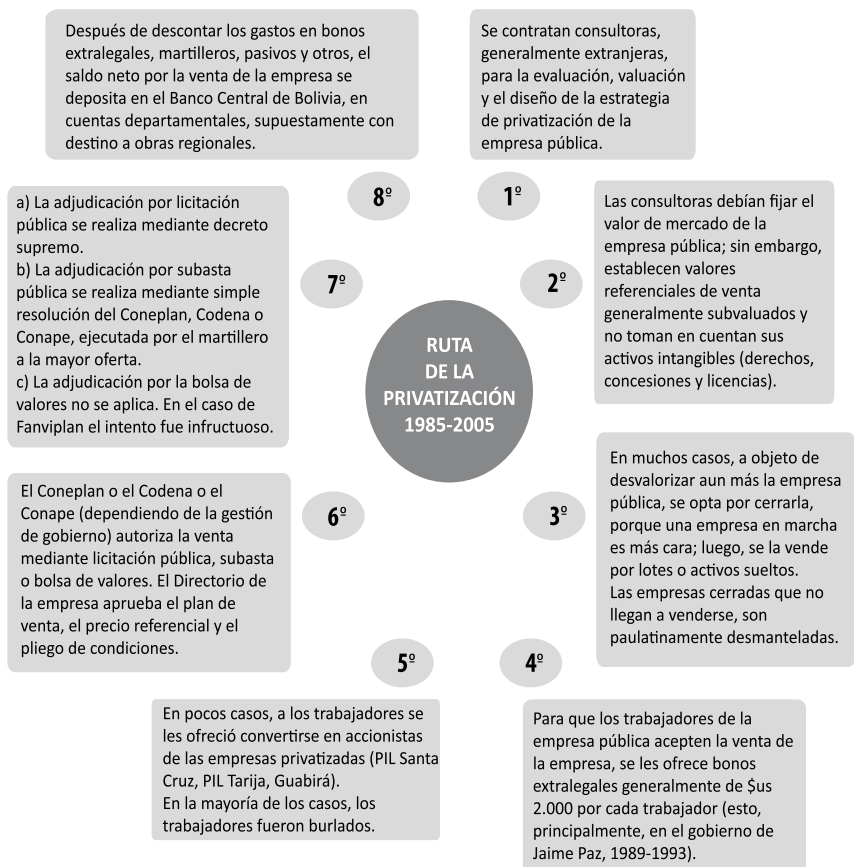 RUTA
DE LA
PRIVATIZACIÓN
1985-2005
1º
Se contratan consultoras,
generalmente extranjeras,
para la evaluación, valuación
y el diseño de la estrategia
de privatización de la
empresa pública.
2º
Las consultoras debían fijar el
valor de mercado de la
empresa pública; sin embargo,
establecen valores
referenciales de venta
generalmente subvaluados y
no toman en cuentan sus
activos intangibles (derechos,
concesiones y licencias).
3º
En muchos casos, a objeto de
desvalorizar aun más la empresa
pública, se opta por cerrarla,
porque una empresa en marcha
es más cara; luego, se la vende
por lotes o activos sueltos.
Las empresas cerradas que no
llegan a venderse, son
paulatinamente desmanteladas.
4º
Para que los trabajadores de la
empresa pública acepten la venta de
la empresa, se les ofrece bonos
extralegales generalmente de $us
2.000 por cada trabajador (esto,
principalmente, en el gobierno de
Jaime Paz, 1989-1993).
5º
En pocos casos, a los trabajadores se
les ofreció convertirse en accionistas
de las empresas privatizadas (PIL Santa
Cruz, PIL Tarija, Guabirá).
En la mayoría de los casos, los
trabajadores fueron burlados.
6º
El Coneplan o el Codena o el
Conape (dependiendo de la gestión
de gobierno) autoriza la venta
mediante licitación pública, subasta
o bolsa de valores. El Directorio de
la empresa aprueba el plan de
venta, el precio referencial y el
pliego de condiciones.
7º
a) La adjudicación por licitación
pública se realiza mediante decreto
supremo.
b) La adjudicación por subasta
pública se realiza mediante simple
resolución del Coneplan, Codena o
Conape, ejecutada por el martillero
a la mayor oferta.
c) La adjudicación por la bolsa de
valores no se aplica. En el caso de
Fanviplan el intento fue infructuoso.
8º
Después de descontar los gastos en bonos
extralegales, martilleros, pasivos y otros, el
saldo neto por la venta de la empresa se
deposita en el Banco Central de Bolivia, en
cuentas departamentales, supuestamente con
destino a obras regionales.